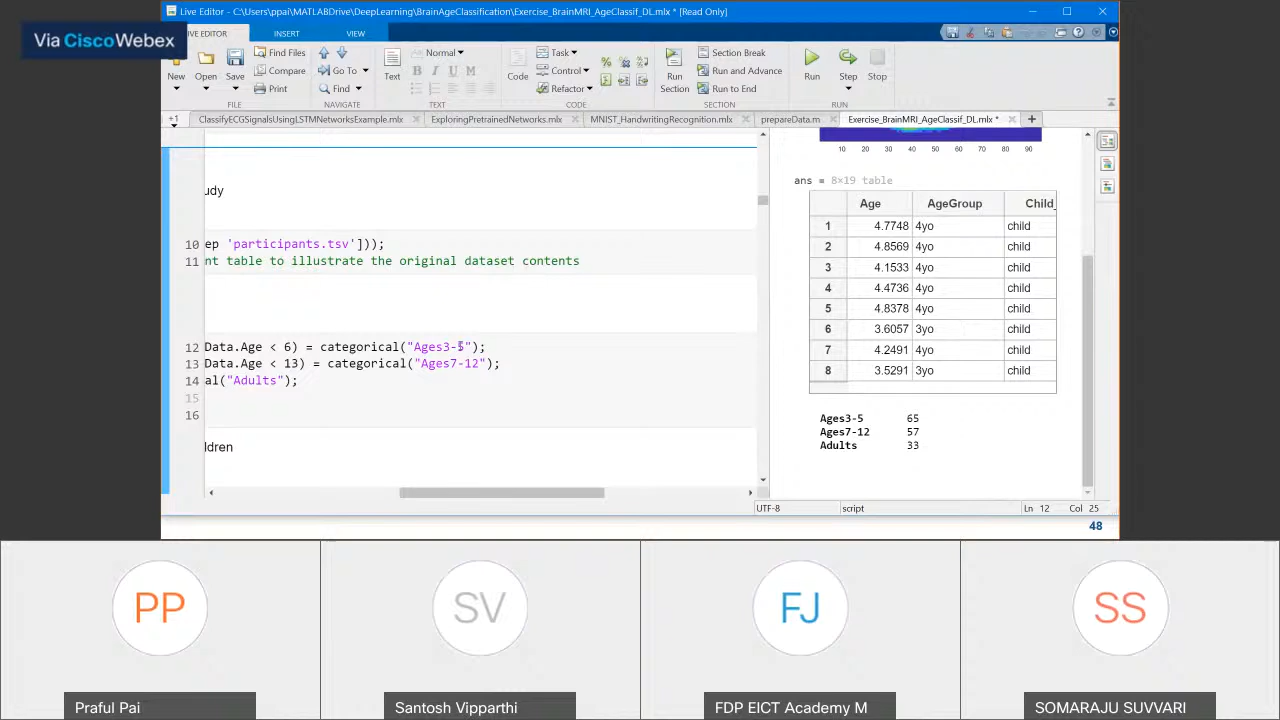 Live Editor - C:\Users\ppai\MATLABDrive\DeepLearning\BrainAgeClassification\Exercise_BrainMRI_AgeClassif_DL.mlx * [Read Only]
Via Cisco Webex
VE EDITOR INSERT VIEW
New Open Save
Find Files
Compare
Print
Go To
Find
Text
Normal
B I U M
Code
Task
Control
Refactor
Run Section
Section Break
Run and Advance
Run to End
Run Step Stop
FILE NAVIGATE TEXT CODE SECTION RUN
+1 ClassifyECGSignalsUsingLSTMNetworksExample.mlx ExploringPretrainedNetworks.mlx MNIST_HandwrittenRecognition.mlx prepareData.m Exercise_BrainMRI_AgeClassif_DL.mlx *
udy
10 ep 'participants.tsv']));
11 nt table to illustrate the original dataset contents
12 Data.Age < 6) = categorical("Ages3-5");
13 Data.Age < 13) = categorical("Ages7-12");
14 al("Adults");
15
16
ldren
10 20 30 40 50 60 70 80 90
ans = 8×19 table
Age AgeGroup Child_
1 4.7748 4yo child
2 4.8569 4yo child
3 4.1533 4yo child
4 4.4736 4yo child
5 4.8378 4yo child
6 3.6057 3yo child
7 4.2491 4yo child
8 3.5291 3yo child
Ages3-5 65
Ages7-12 57
Adults 33
UTF-8 script Ln 12 Col 25
48
PP SV FJ SS
Praful Pai
Santosh Vipparthi
FDP EICT Academy M
SOMARAJU SUVVARI